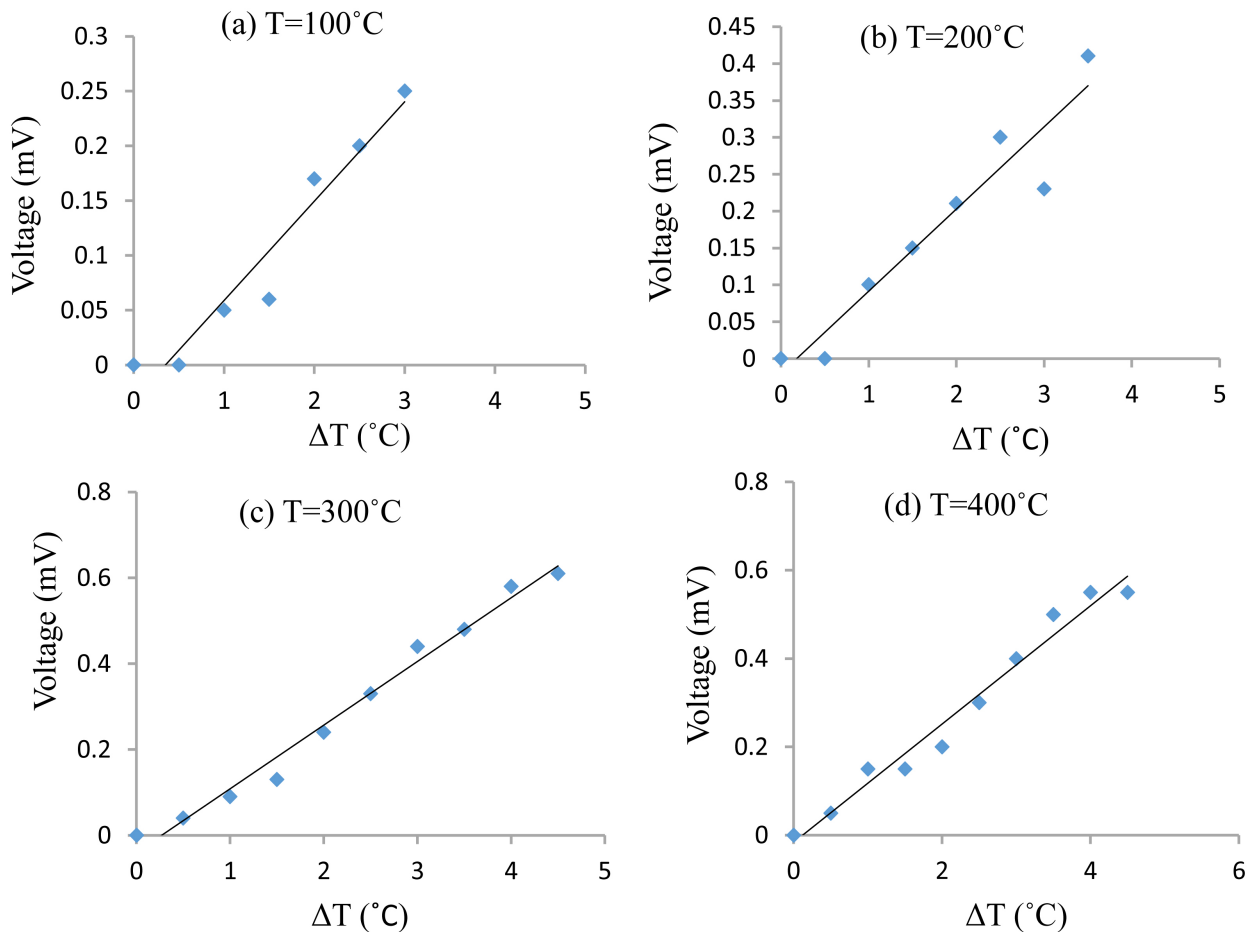 (a) T=100˚C
0.3
0.25
0.2
0.15
0.1
0.05
0
Voltage (mV)
0 1 2 3 4 5
ΔT (˚C)
(b) T=200˚C
0.45
0.4
0.35
0.3
0.25
0.2
0.15
0.1
0.05
0
Voltage (mV)
0 1 2 3 4 5
ΔT (˚C)
(c) T=300˚C
0.8
0.6
0.4
0.2
0
Voltage (mV)
0 1 2 3 4 5
ΔT (˚C)
(d) T=400˚C
0.8
0.6
0.4
0.2
0
Voltage (mV)
0 2 4 6
ΔT (˚C)